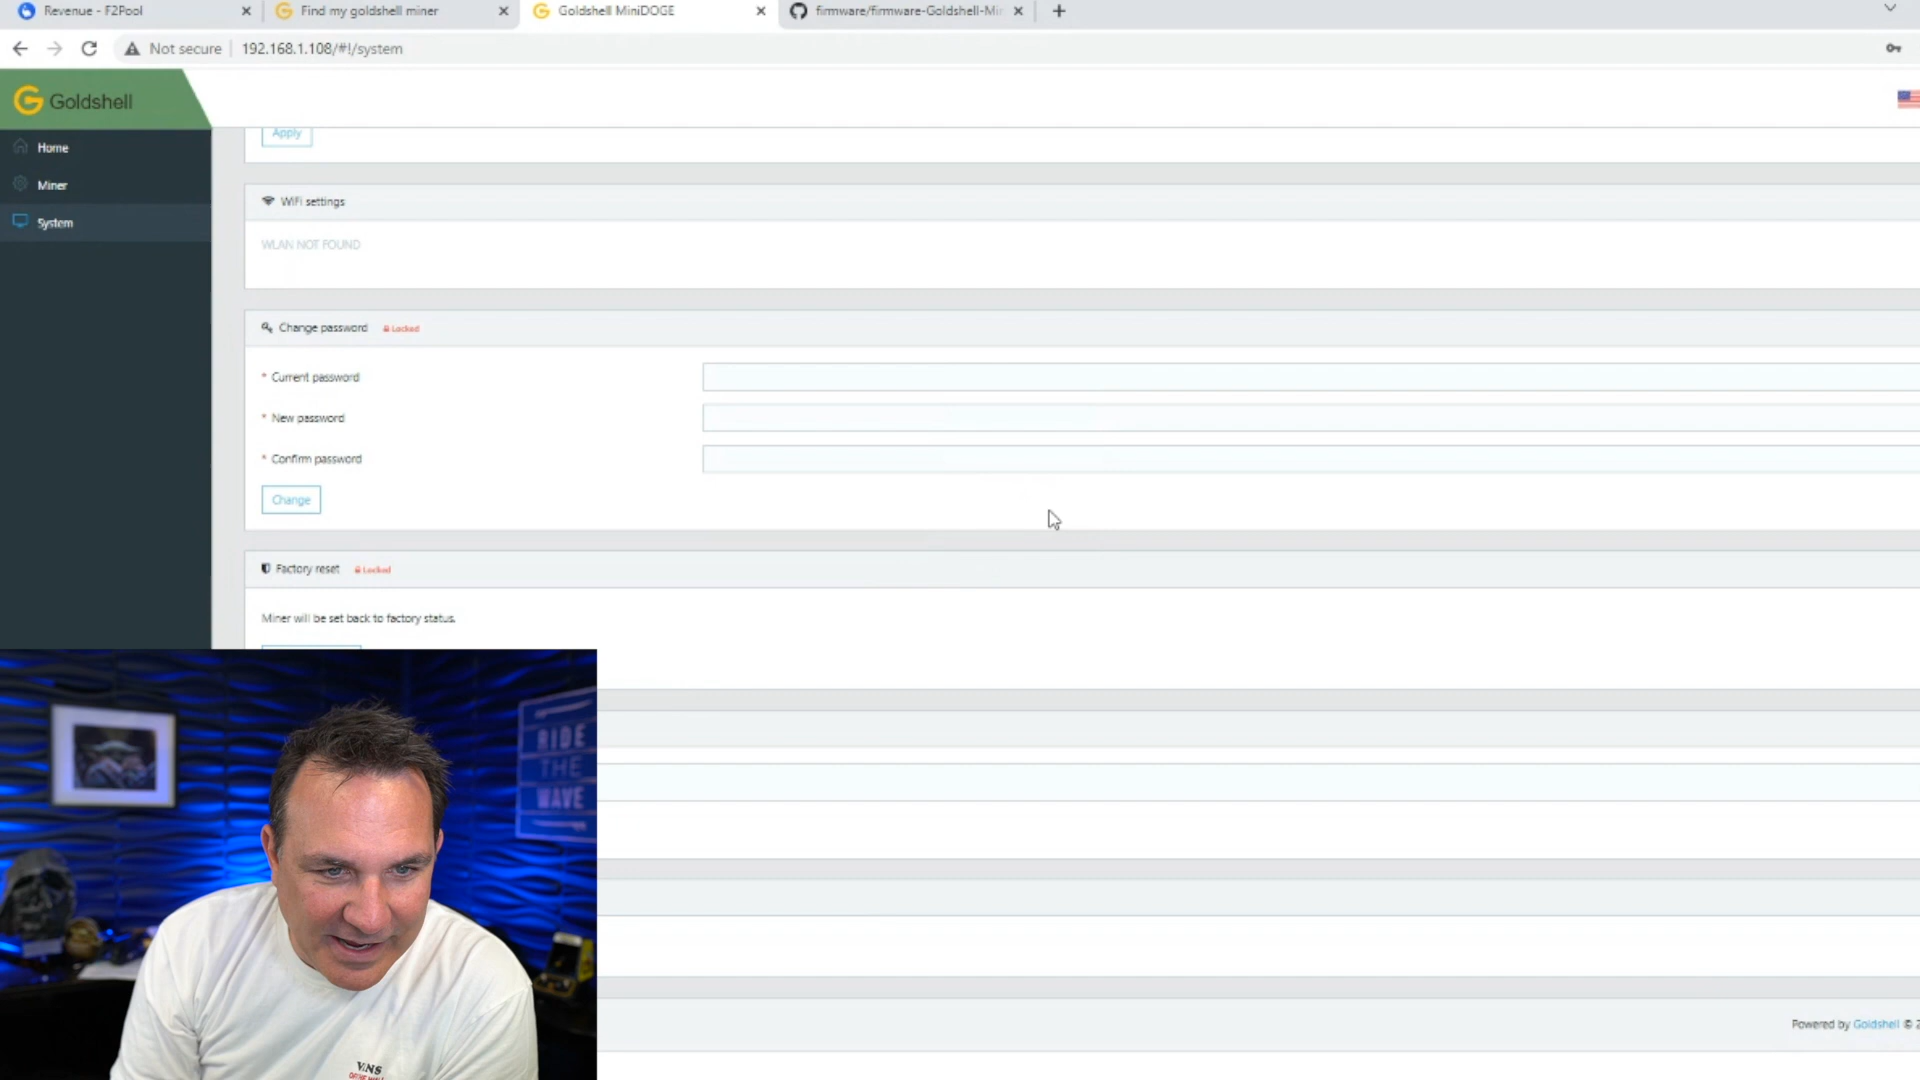 Revenue - F2Pool
Find my goldshell miner
Goldshell MiniDOGE
firmware/firmware-Goldshell-Mi
Not secure
192.168.1.108/#!/system
Goldshell
Home
Miner
System
Apply
WiFi settings
WLAN NOT FOUND
Change password
Locked
* Current password
* New password
* Confirm password
Change
Factory reset
Locked
Miner will be set back to factory status.
RIDE
THE
WAVE
VANS
Powered by Goldshell ©